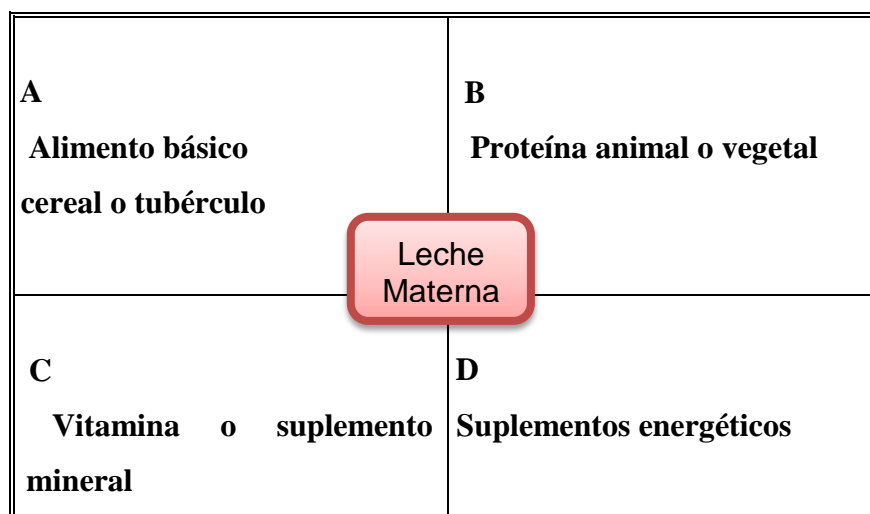 A
Alimento básico
cereal o tubérculo
B
Proteína animal o vegetal
Leche
Materna
C
Vitamina o suplemento
mineral
D
Suplementos energéticos